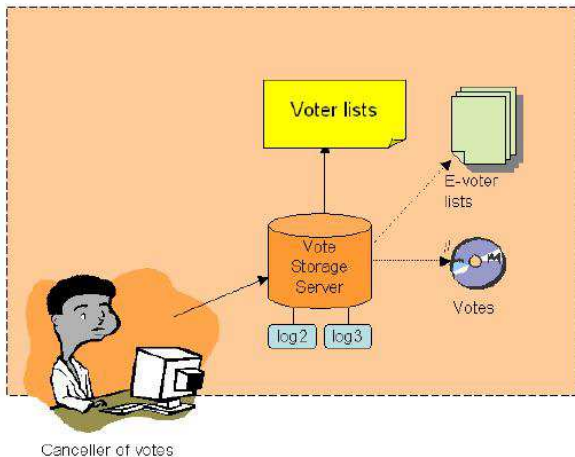 Voter lists
E-voter
lists
Vote
Storage
Server
Votes
log2
log3
Canceller of votes